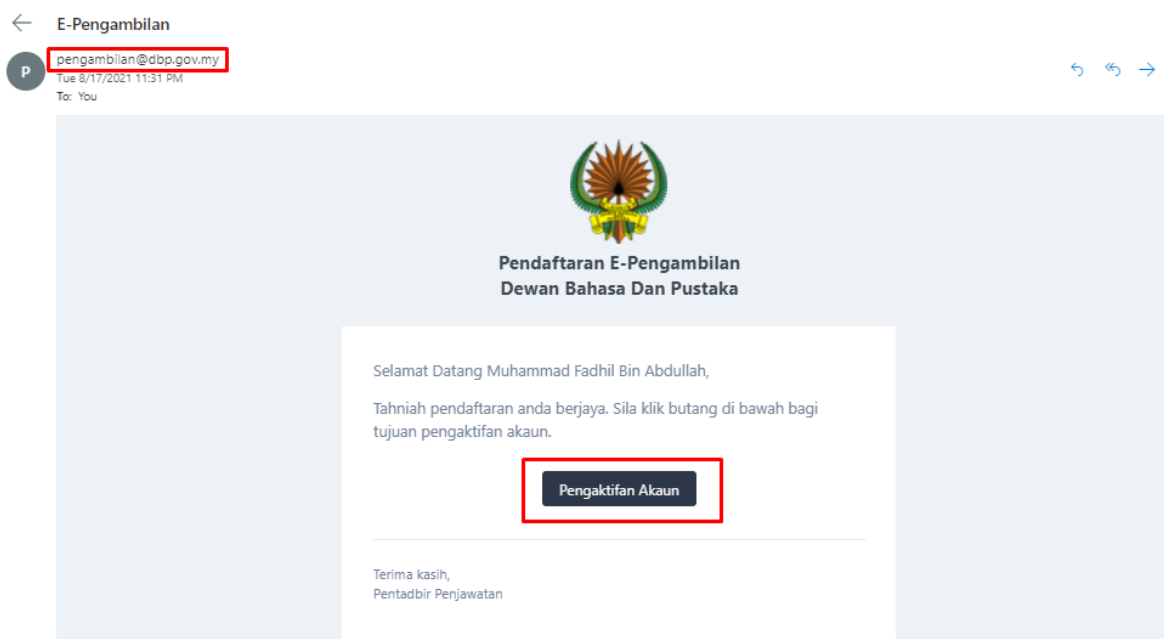 E-Pengambilan
P
pengambilan@dbp.gov.my
Tue 8/17/2021 11:31 PM
To: You
Pendaftaran E-Pengambilan
Dewan Bahasa Dan Pustaka
Selamat Datang Muhammad Fadhil Bin Abdullah,
Tahniah pendaftaran anda berjaya. Sila klik butang di bawah bagi
tujuan pengaktifan akaun.
Pengaktifan Akaun
Terima kasih,
Pentadbir Penjawatan